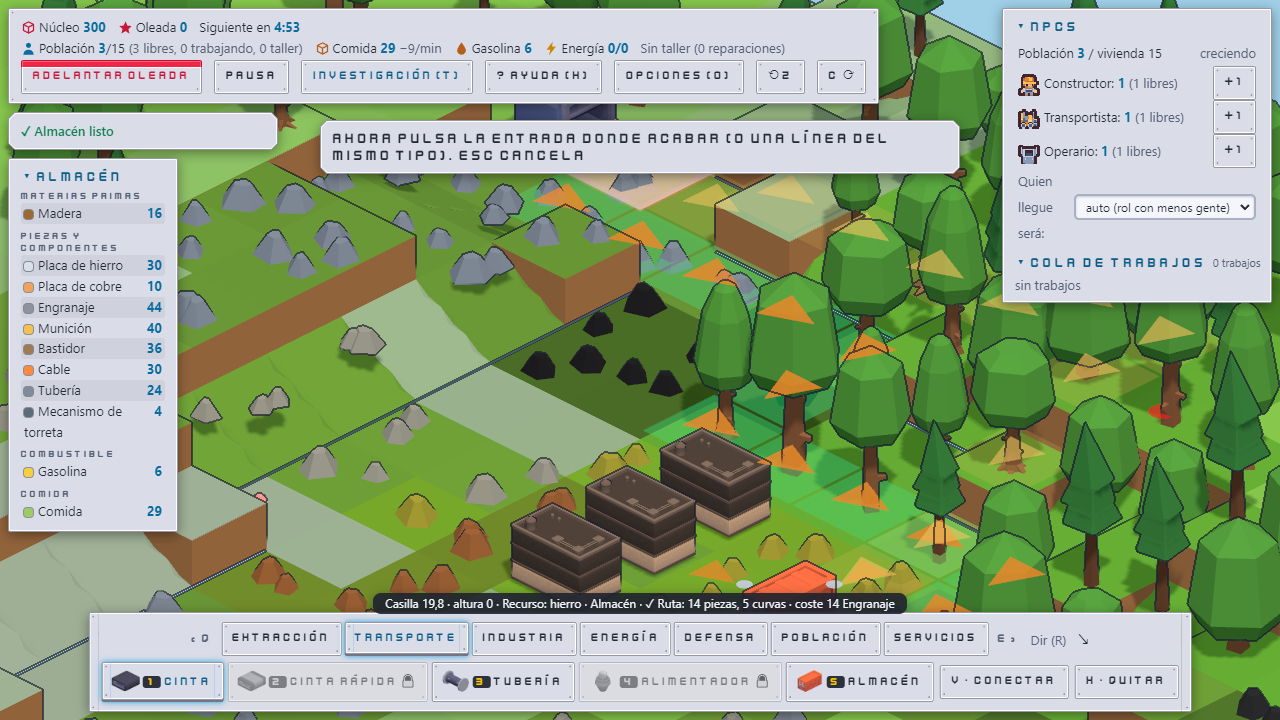 Núcleo 300 Oleada 0 Siguiente en 4:53
Población 3/15 (3 libres, 0 trabajando, 0 taller) Comida 29 −9/min Gasolina 6 Energía 0/0 Sin taller (0 reparaciones)
ADELANTAR OLEADA PAUSA INVESTIGACIÓN (T) ? AYUDA (H) OPCIONES (O) ⟲2 C ⟳
✓ Almacén listo
AHORA PULSA LA ENTRADA DONDE ACABAR (O UNA LÍNEA DEL
MISMO TIPO). ESC CANCELA
ALMACÉN
MATERIAS PRIMAS
Madera 16
PIEZAS Y
COMPONENTES
Placa de hierro 30
Placa de cobre 10
Engranaje 44
Munición 40
Bastidor 36
Cable 30
Tubería 24
Mecanismo de 4
torreta
COMBUSTIBLE
Gasolina 6
COMIDA
Comida 29
NPCS
Población 3 / vivienda 15 creciendo
Constructor: 1 (1 libres) +1
Transportista: 1 (1 libres) +1
Operario: 1 (1 libres) +1
Quien
llegue auto (rol con menos gente)
será:
COLA DE TRABAJOS 0 trabajos
sin trabajos
Casilla 19,8 · altura 0 · Recurso: hierro · Almacén · ✓ Ruta: 14 piezas, 5 curvas · coste 14 Engranaje
‹ Q EXTRACCIÓN TRANSPORTE INDUSTRIA ENERGÍA DEFENSA POBLACIÓN SERVICIOS E › Dir (R) ↘
1 CINTA 2 CINTA RÁPIDA 3 TUBERÍA 4 ALIMENTADOR 5 ALMACÉN V · CONECTAR X · QUITAR